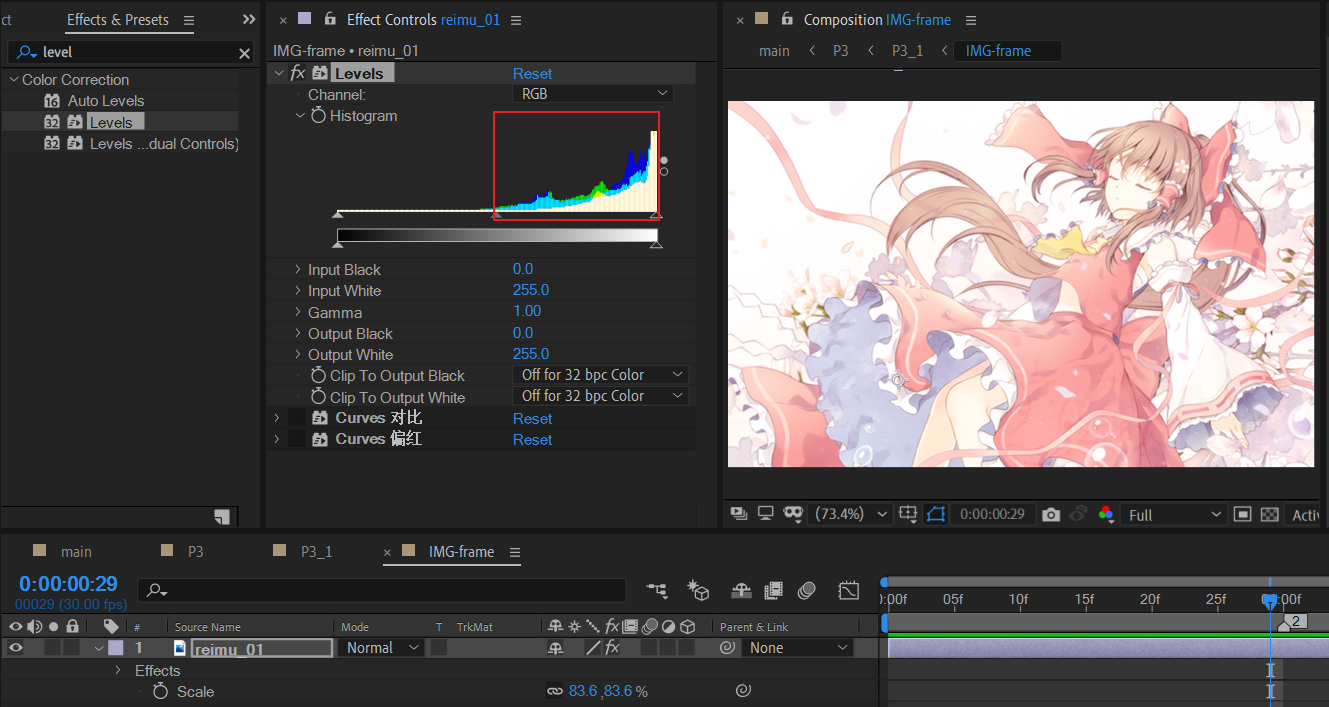 ct
Effects & Presets
level
Color Correction
16 Auto Levels
32 Levels
32 Levels ...dual Controls)
× Effect Controls reimu_01
IMG-frame • reimu_01
fx Levels Reset
Channel: RGB
Histogram
Input Black 0.0
Input White 255.0
Gamma 1.00
Output Black 0.0
Output White 255.0
Clip To Output Black Off for 32 bpc Color
Clip To Output White Off for 32 bpc Color
Curves 对比 Reset
Curves 偏红 Reset
× Composition IMG-frame
main < P3 < P3_1 < IMG-frame
(73.4%) 0:00:00:29 Full Activ
main P3 P3_1 × IMG-frame
0:00:00:29
00029 (30.00 fps)
):00f 05f 10f 15f 20f 25f :00f
2
# Source Name Mode T TrkMat fx Parent & Link
1 reimu_01 Normal fx None
Effects
Scale 83.6 ,83.6 %